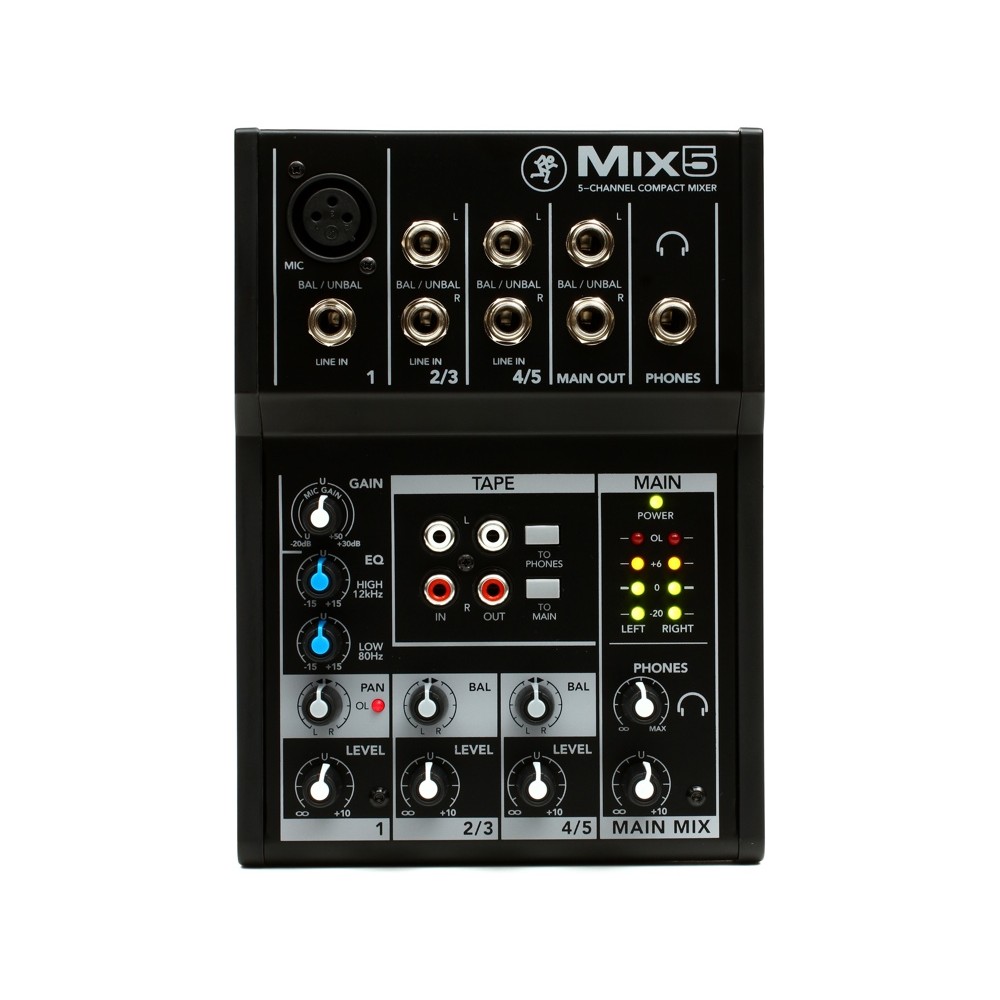 Mix5
5-CHANNEL COMPACT MIXER
MIC
L
L
L
BAL / UNBAL
BAL / UNBAL
BAL / UNBAL
BAL / UNBAL
R
R
R
LINE IN
LINE IN
LINE IN
1
2/3
4/5
MAIN OUT
PHONES
GAIN
U
MIC GAIN
U
+50
-20dB
+30dB
EQ
U
HIGH
12kHz
-15 +15
U
LOW
80Hz
-15 +15
PAN
OL
L R
LEVEL
U
∞
+10
1
TAPE
L
R
IN
OUT
TO
PHONES
TO
MAIN
BAL
L R
LEVEL
U
∞
+10
2/3
BAL
L R
LEVEL
U
∞
+10
4/5
MAIN
POWER
OL
+6
0
-20
LEFT RIGHT
PHONES
∞
MAX
U
∞
+10
MAIN MIX